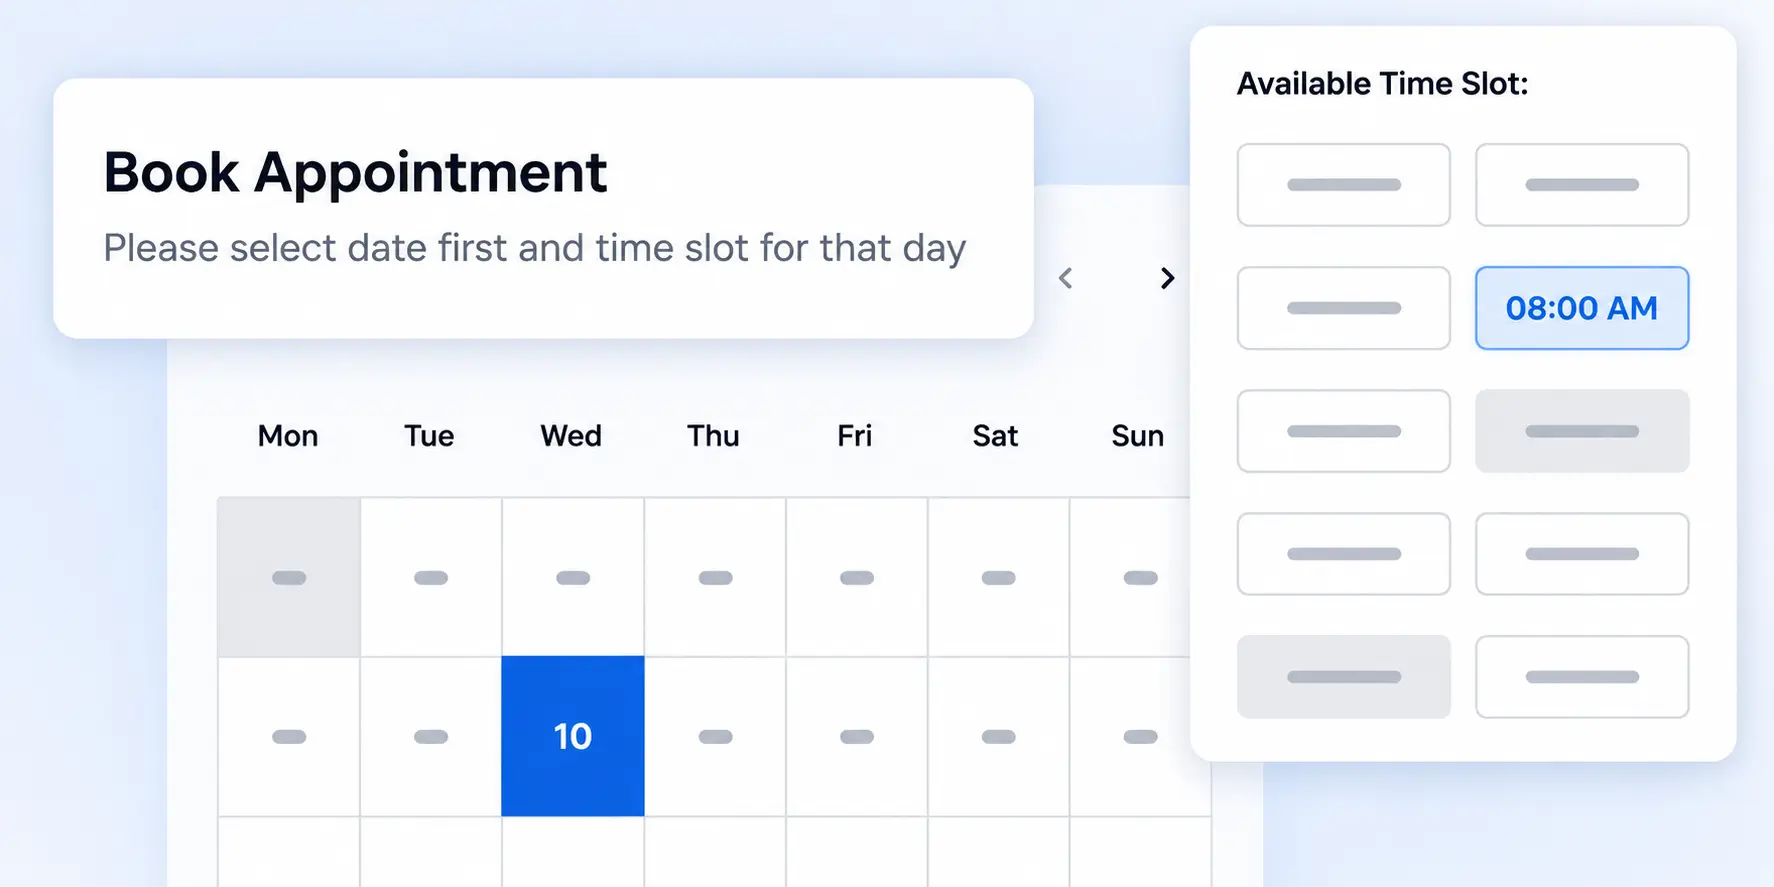 Book Appointment
Please select date first and time slot for that day
Mon Tue Wed Thu Fri Sat Sun
10
Available Time Slot:
08:00 AM